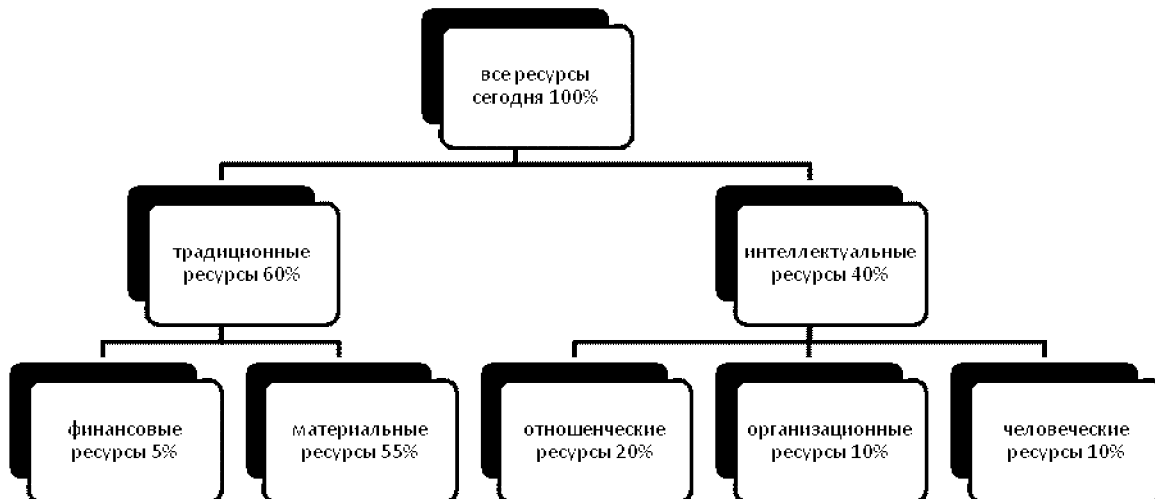 все ресурсы
сегодня 100%
традиционные
ресурсы 60%
интеллектуальные
ресурсы 40%
финансовые
ресурсы 5%
материальные
ресурсы 55%
отношенческие
ресурсы 20%
организационные
ресурсы 10%
человеческие
ресурсы 10%